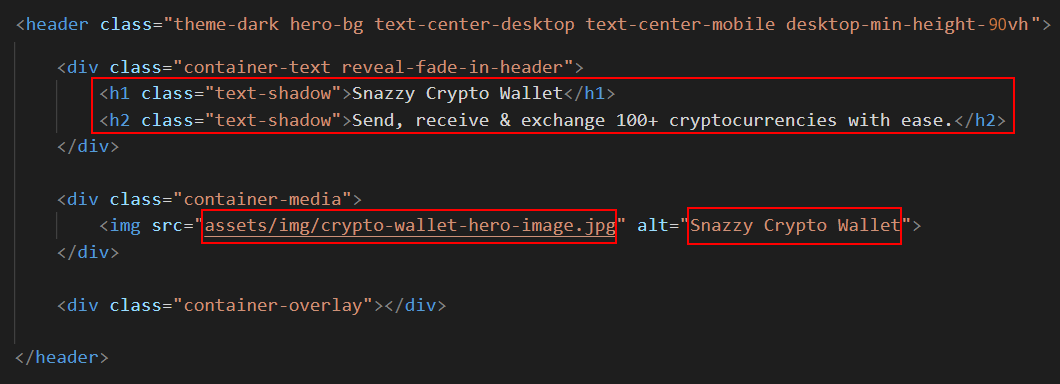 <header class="theme-dark hero-bg text-center-desktop text-center-mobile desktop-min-height-90vh">
<div class="container-text reveal-fade-in-header">
<h1 class="text-shadow">Snazzy Crypto Wallet</h1>
<h2 class="text-shadow">Send, receive & exchange 100+ cryptocurrencies with ease.</h2>
</div>
<div class="container-media">
<img src="assets/img/crypto-wallet-hero-image.jpg" alt="Snazzy Crypto Wallet">
</div>
<div class="container-overlay"></div>
</header>